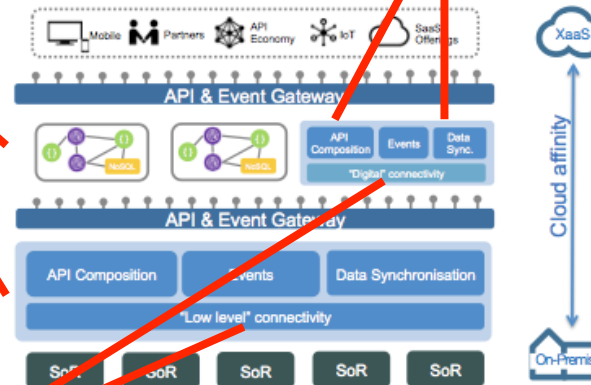 Mobile
Partners
API
Economy
IoT
SaaS
Offerings
XaaS
API & Event Gateway
{}
{}
NoSQL
{}
{}
NoSQL
API
Composition
Events
Data
Sync.
"Digital" connectivity
Cloud affinity
API & Event Gateway
API Composition
Events
Data Synchronisation
"Low level" connectivity
SoR
SoR
SoR
SoR
SoR